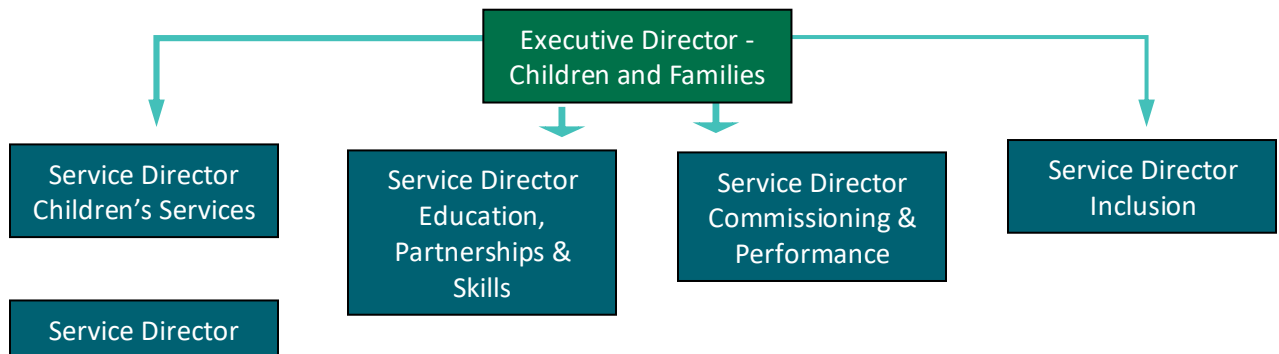 Executive Director -
Children and Families
Service Director
Children’s Services
Service Director
Education,
Partnerships &
Skills
Service Director
Commissioning &
Performance
Service Director
Inclusion
Service Director